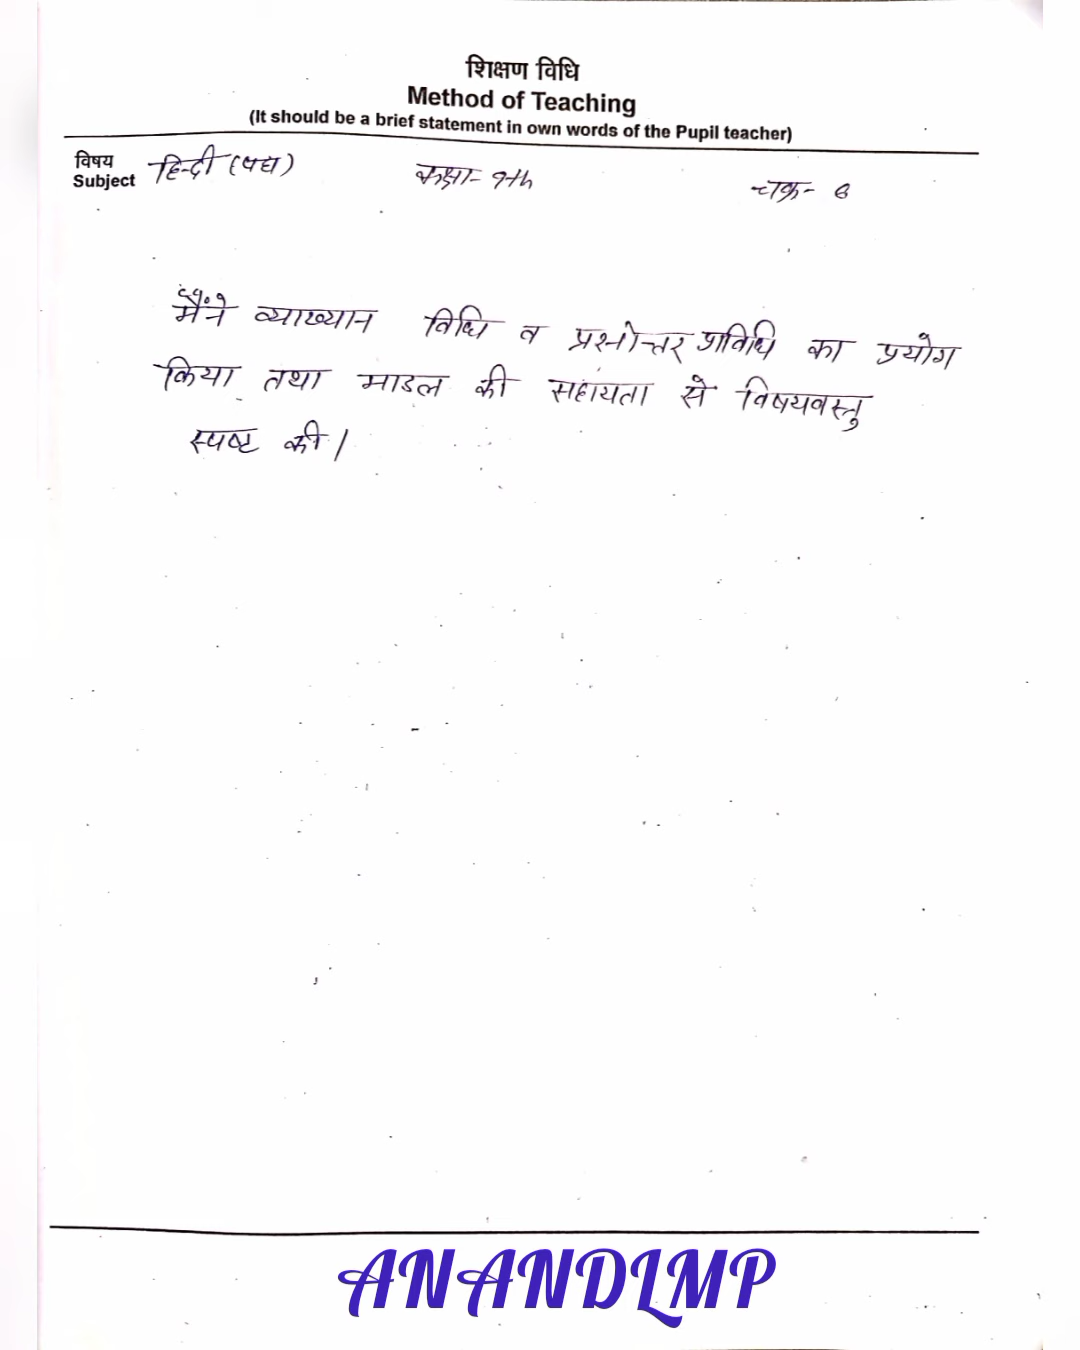 शिक्षण विधि
Method of Teaching
(It should be a brief statement in own words of the Pupil teacher)
विषय
Subject हिन्दी (पद्य) कक्षा- 9th चक्र- 6
मैंने व्याख्यान विधि व प्रश्नोत्तर प्रविधि का प्रयोग
किया तथा माडल की सहायता से विषयवस्तु
स्पष्ट की।
ANANDLMP